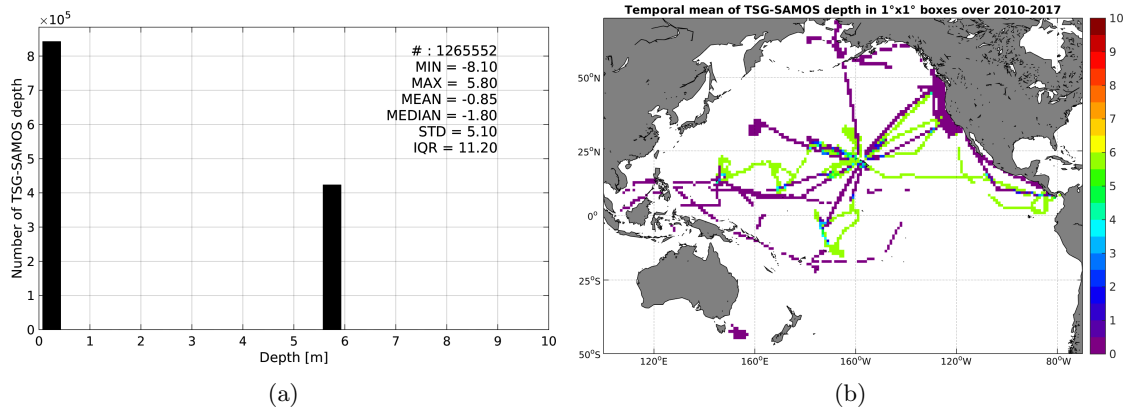 ×10⁵
8
7
6
5
4
3
2
1
0
Number of TSG-SAMOS depth
# : 1265552
MIN = -8.10
MAX = 5.80
MEAN = -0.85
MEDIAN = -1.80
STD = 5.10
IQR = 11.20
0 1 2 3 4 5 6 7 8 9 10
Depth [m]
(a)
Temporal mean of TSG-SAMOS depth in 1°x1° boxes over 2010-2017
50°N
25°N
0°
25°S
50°S
120°E 160°E 160°W 120°W 80°W
10
9
8
7
6
5
4
3
2
1
0
(b)